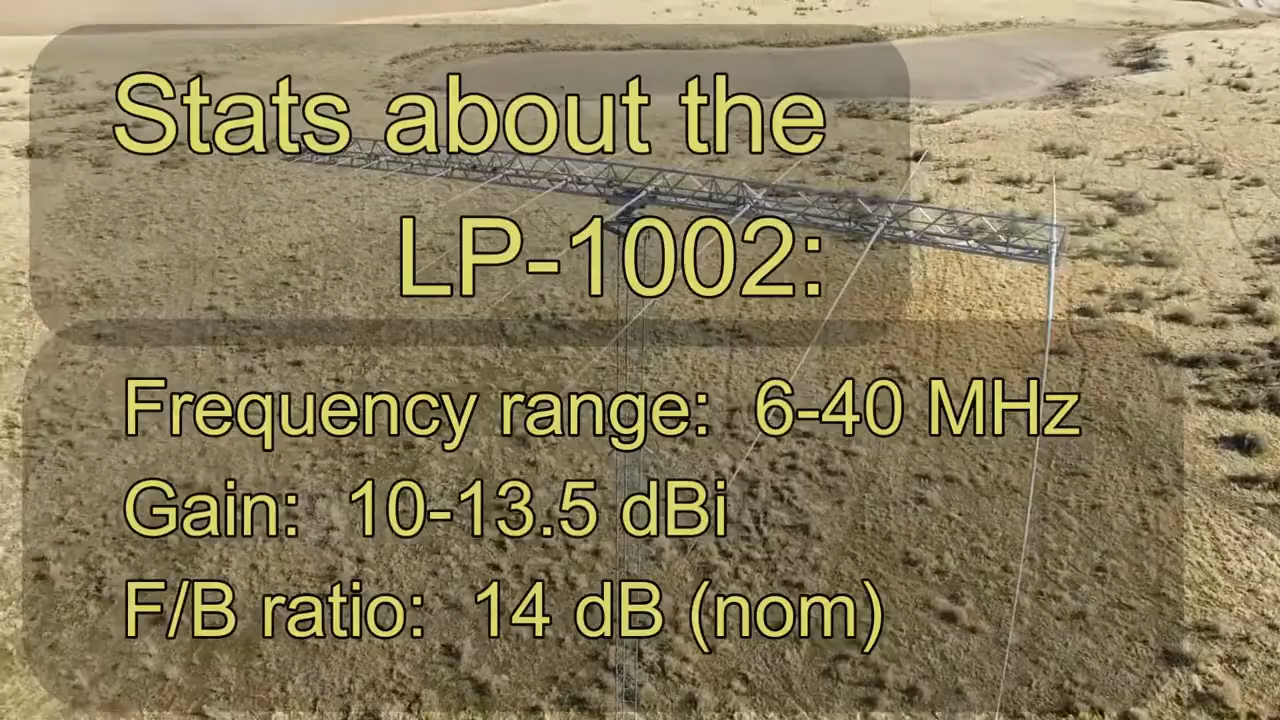 Stats about the
LP-1002:
Frequency range: 6-40 MHz
Gain: 10-13.5 dBi
F/B ratio: 14 dB (nom)